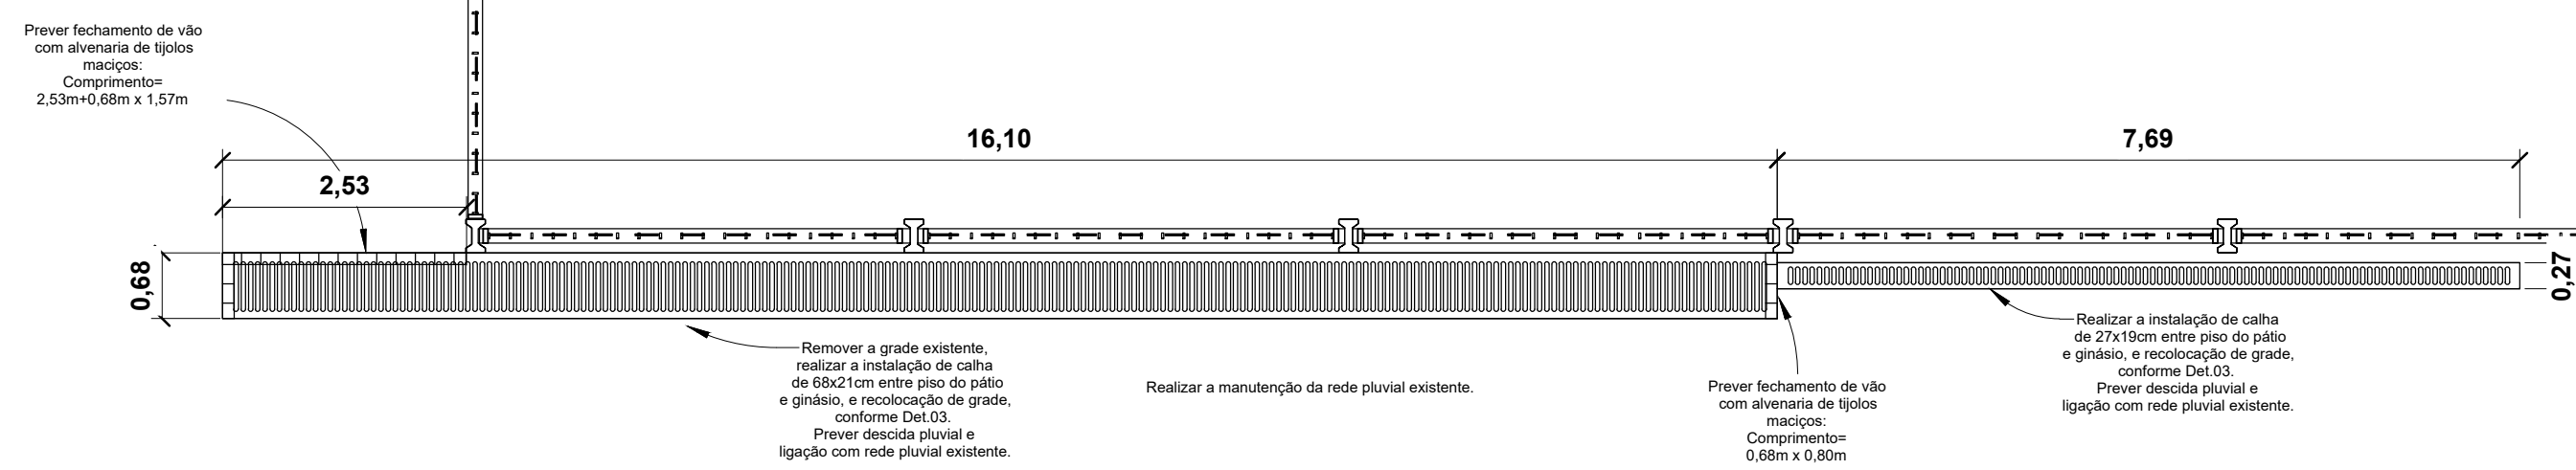 Prever fechamento de vão
com alvenaria de tijolos
maciços:
Comprimento=
2,53m+0,68m x 1,57m
16,10
7,69
2,53
0,68
0,27
Remover a grade existente,
realizar a instalação de calha
de 68x21cm entre piso do pátio
e ginásio, e recolocação de grade,
conforme Det.03.
Prever descida pluvial e
ligação com rede pluvial existente.
Realizar a manutenção da rede pluvial existente.
Prever fechamento de vão
com alvenaria de tijolos
maciços:
Comprimento=
0,68m x 0,80m
Realizar a instalação de calha
de 27x19cm entre piso do pátio
e ginásio, e recolocação de grade,
conforme Det.03.
Prever descida pluvial e
ligação com rede pluvial existente.